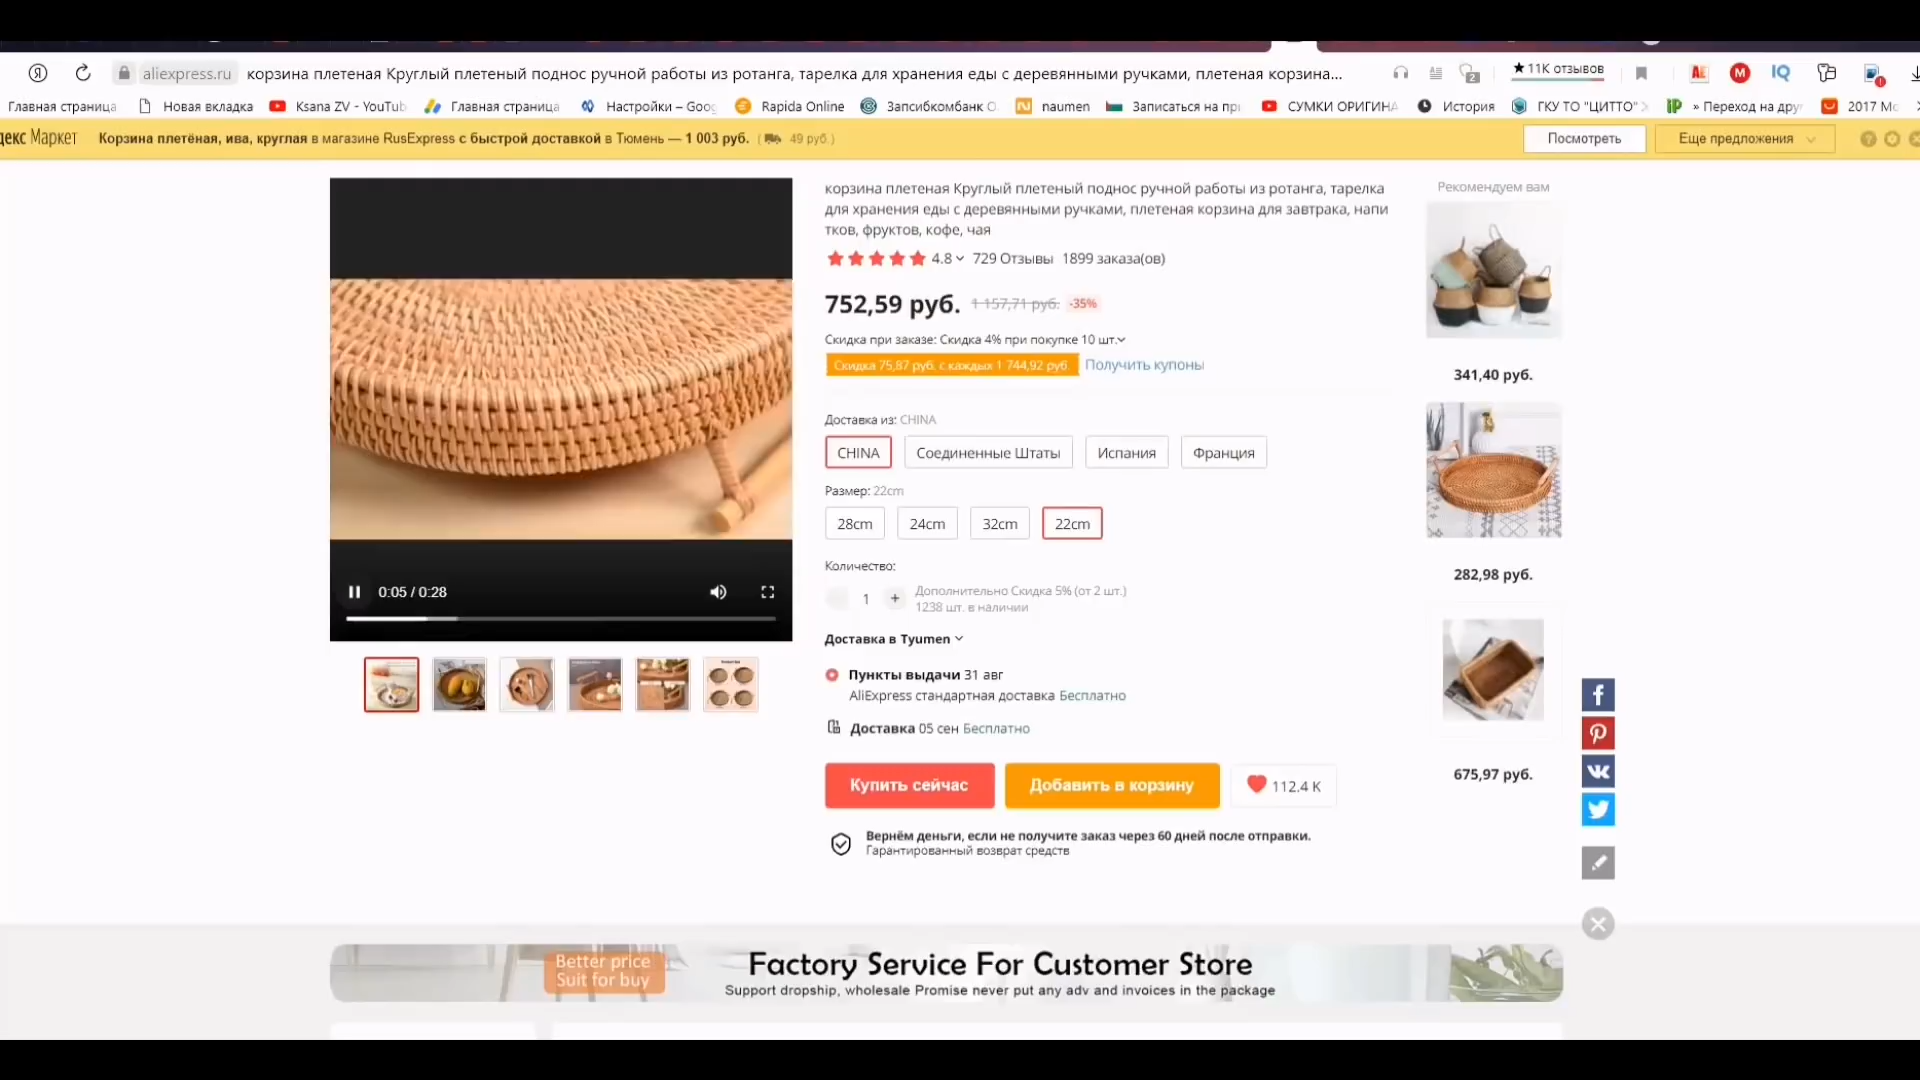 aliexpress.ru корзина плетеная Круглый плетеный поднос ручной работы из ротанга, тарелка для хранения еды с деревянными ручками, плетеная корзина... ★ 11K отзывов
Главная страница Новая вкладка Ksana ZV - YouTub Главная страница Настройки – Goog Rapida Online Запсибкомбанк О naumen Записаться на при СУМКИ ОРИГИНА История ГКУ ТО "ЦИТТО" » Переход на друг 2017 Мо
декс Маркет Корзина плетёная, ива, круглая в магазине RusExpress с быстрой доставкой в Тюмень — 1 003 руб. ( 49 руб.) Посмотреть Еще предложения
корзина плетеная Круглый плетеный поднос ручной работы из ротанга, тарелка
для хранения еды с деревянными ручками, плетеная корзина для завтрака, напи
тков, фруктов, кофе, чая
4.8 729 Отзывы 1899 заказа(ов)
752,59 руб. 1 157,71 руб. -35%
Скидка при заказе: Скидка 4% при покупке 10 шт.
Скидка 75,87 руб. с каждых 1 744,92 руб. Получить купоны
Доставка из: CHINA
CHINA Соединенные Штаты Испания Франция
Размер: 22cm
28cm 24cm 32cm 22cm
Количество:
1 + Дополнительно Скидка 5% (от 2 шт.)
1238 шт. в наличии
Доставка в Tyumen
Пункты выдачи 31 авг
AliExpress стандартная доставка Бесплатно
Доставка 05 сен Бесплатно
Купить сейчас Добавить в корзину 112.4 K
Вернём деньги, если не получите заказ через 60 дней после отправки.
Гарантированный возврат средств
0:05 / 0:28
Рекомендуем вам
341,40 руб.
282,98 руб.
675,97 руб.
Better price
Suit for buy
Factory Service For Customer Store
Support dropship, wholesale Promise never put any adv and invoices in the package